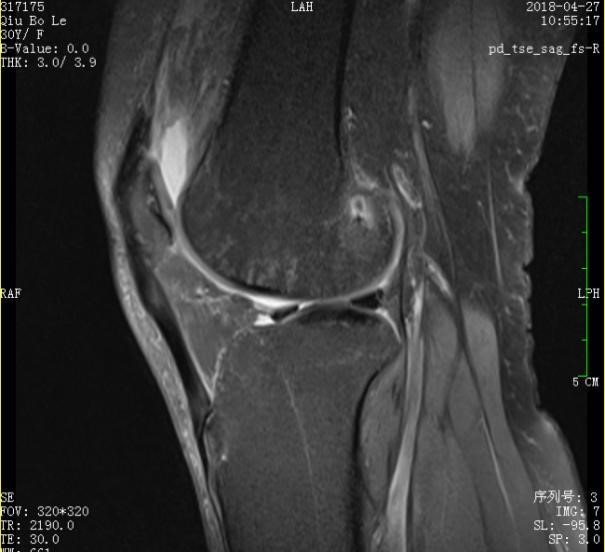 317175
LAH
2018-04-27
Qiu Bo Le
10:55:17
30Y/ F
E-Value: 0.0
pd_tse_sag_fs-R
THK: 3.0/ 3.9
RAF
LPH
5 CM
SE
序列号: 3
FOV: 320*320
IMG: 7
TR: 2190.0
SL: -95.8
TE: 30.0
SP: 3.0